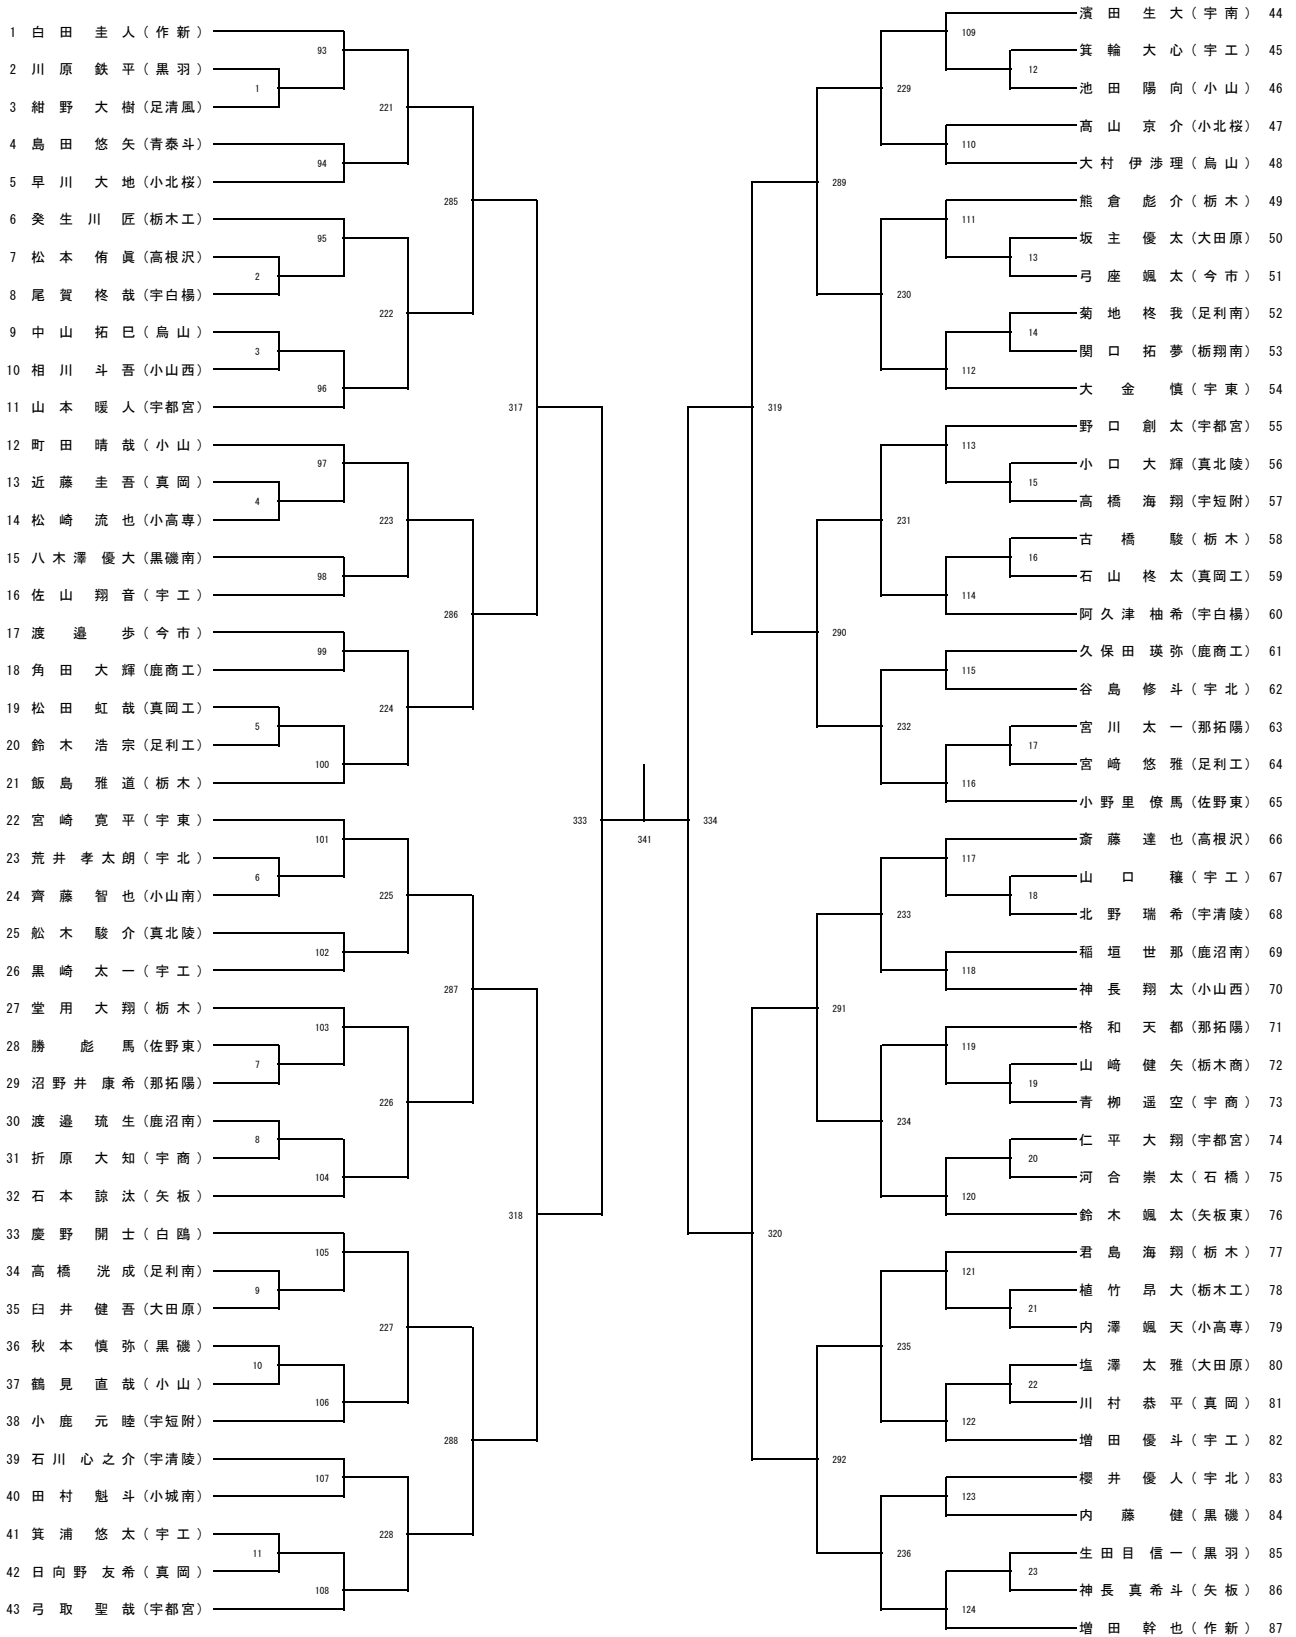 1 白田 圭人(作新)
2 川原 鉄平(黒羽)
3 紺野 大樹(足清風)
4 島田 悠矢(青泰斗)
5 早川 大地(小北桜)
6 癸生川 匠(栃木工)
7 松本 侑眞(高根沢)
8 尾賀 柊哉(宇白楊)
9 中山 拓巳(烏山)
10 相川 斗吾(小山西)
11 山本 暖人(宇都宮)
12 町田 晴哉(小山)
13 近藤 圭吾(真岡)
14 松崎 流也(小高専)
15 八木澤 優大(黒磯南)
16 佐山 翔音(宇工)
17 渡邉 歩(今市)
18 角田 大輝(鹿商工)
19 松田 虹哉(真岡工)
20 鈴木 浩宗(足利工)
21 飯島 雅道(栃木)
22 宮崎 寛平(宇東)
23 荒井 孝太朗(宇北)
24 齊藤 智也(小山南)
25 舩木 駿介(真北陵)
26 黒崎 太一(宇工)
27 堂用 大翔(栃木)
28 勝 彪馬(佐野東)
29 沼野井 康希(那拓陽)
30 渡邉 琉生(鹿沼南)
31 折原 大知(宇商)
32 石本 諒汰(矢板)
33 慶野 開士(白鴎)
34 高橋 洸成(足利南)
35 臼井 健吾(大田原)
36 秋本 慎弥(黒磯)
37 鶴見 直哉(小山)
38 小鹿 元睦(宇短附)
39 石川 心之介(宇清陵)
40 田村 魁斗(小城南)
41 箕浦 悠太(宇工)
42 日向野 友希(真岡)
43 弓取 聖哉(宇都宮)
1
2
3
4
5
6
7
8
9
10
11
93
94
95
96
97
98
99
100
101
102
103
104
105
106
107
108
221
222
223
224
225
226
227
228
285
286
287
288
317
318
333
341
334
319
320
289
290
291
292
229
230
231
232
233
234
235
236
109
110
111
112
113
114
115
116
117
118
119
120
121
122
123
124
12
13
14
15
16
17
18
19
20
21
22
23
濱田 生大(宇南) 44
箕輪 大心(宇工) 45
池田 陽向(小山) 46
髙山 京介(小北桜) 47
大村 伊渉理(烏山) 48
熊倉 彪介(栃木) 49
坂主 優太(大田原) 50
弓座 颯太(今市) 51
菊地 柊我(足利南) 52
関口 拓夢(栃翔南) 53
大金 慎(宇東) 54
野口 創太(宇都宮) 55
小口 大輝(真北陵) 56
高橋 海翔(宇短附) 57
古橋 駿(栃木) 58
石山 柊太(真岡工) 59
阿久津 柚希(宇白楊) 60
久保田 瑛弥(鹿商工) 61
谷島 修斗(宇北) 62
宮川 太一(那拓陽) 63
宮﨑 悠雅(足利工) 64
小野里 僚馬(佐野東) 65
斎藤 達也(高根沢) 66
山口 穣(宇工) 67
北野 瑞希(宇清陵) 68
稲垣 世那(鹿沼南) 69
神長 翔太(小山西) 70
格和 天都(那拓陽) 71
山﨑 健矢(栃木商) 72
青栁 遥空(宇商) 73
仁平 大翔(宇都宮) 74
河合 崇太(石橋) 75
鈴木 颯太(矢板東) 76
君島 海翔(栃木) 77
植竹 昂大(栃木工) 78
内澤 颯天(小高専) 79
塩澤 太雅(大田原) 80
川村 恭平(真岡) 81
増田 優斗(宇工) 82
櫻井 優人(宇北) 83
内藤 健(黒磯) 84
生田目 信一(黒羽) 85
神長 真希斗(矢板) 86
増田 幹也(作新) 87